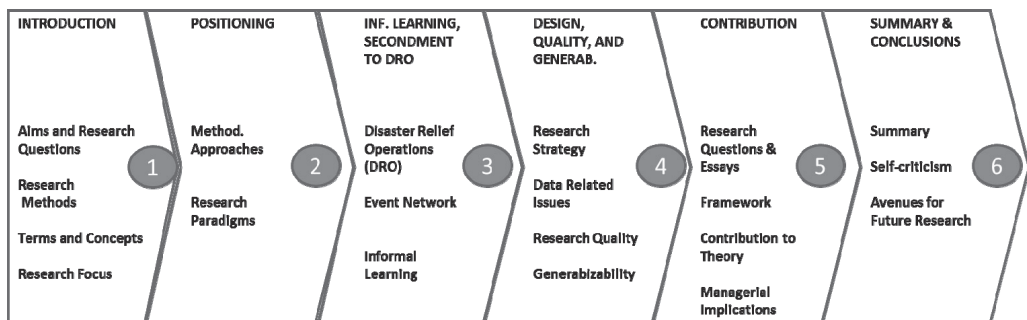 INTRODUCTION
Aims and Research
Questions
Research
Methods
Terms and Concepts
Research Focus
1
POSITIONING
Method.
Approaches
Research
Paradigms
2
INF. LEARNING,
SECONDMENT
TO DRO
Disaster Relief
Operations
(DRO)
Event Network
Informal
Learning
3
DESIGN,
QUALITY, AND
GENERAB.
Research
Strategy
Data Related
Issues
Research Quality
Generabizability
4
CONTRIBUTION
Research
Questions &
Essays
Framework
Contribution to
Theory
Managerial
Implications
5
SUMMARY &
CONCLUSIONS
Summary
Self-criticism
Avenues for
Future Research
6